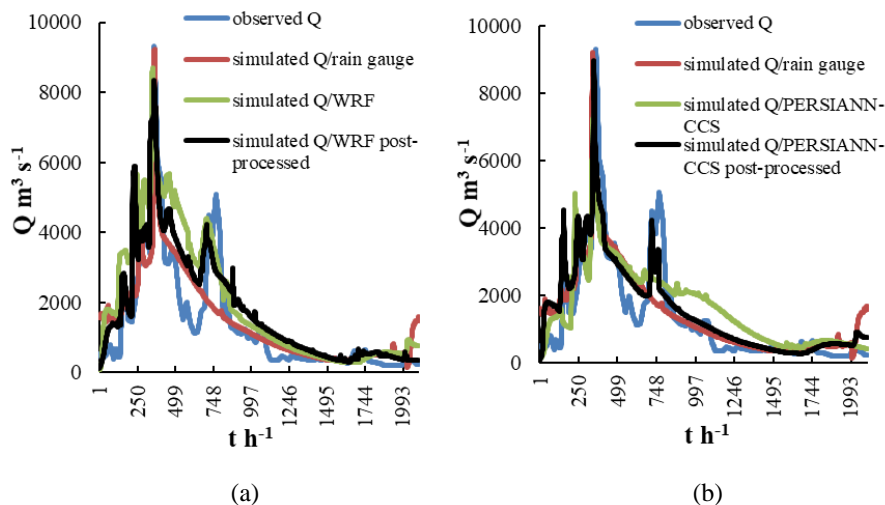 observed Q
simulated Q/rain gauge
simulated Q/WRF
simulated Q/WRF post-
processed
10000
8000
6000
4000
2000
0
Q m³ s⁻¹
1
250
499
748
997
1246
1495
1744
1993
t h⁻¹
(a)
observed Q
simulated Q/rain gauge
simulated Q/PERSIANN-
CCS
simulated Q/PERSIANN-
CCS post-processed
10000
8000
6000
4000
2000
0
Q m³ s⁻¹
1
250
499
748
997
1246
1495
1744
1993
t h⁻¹
(b)